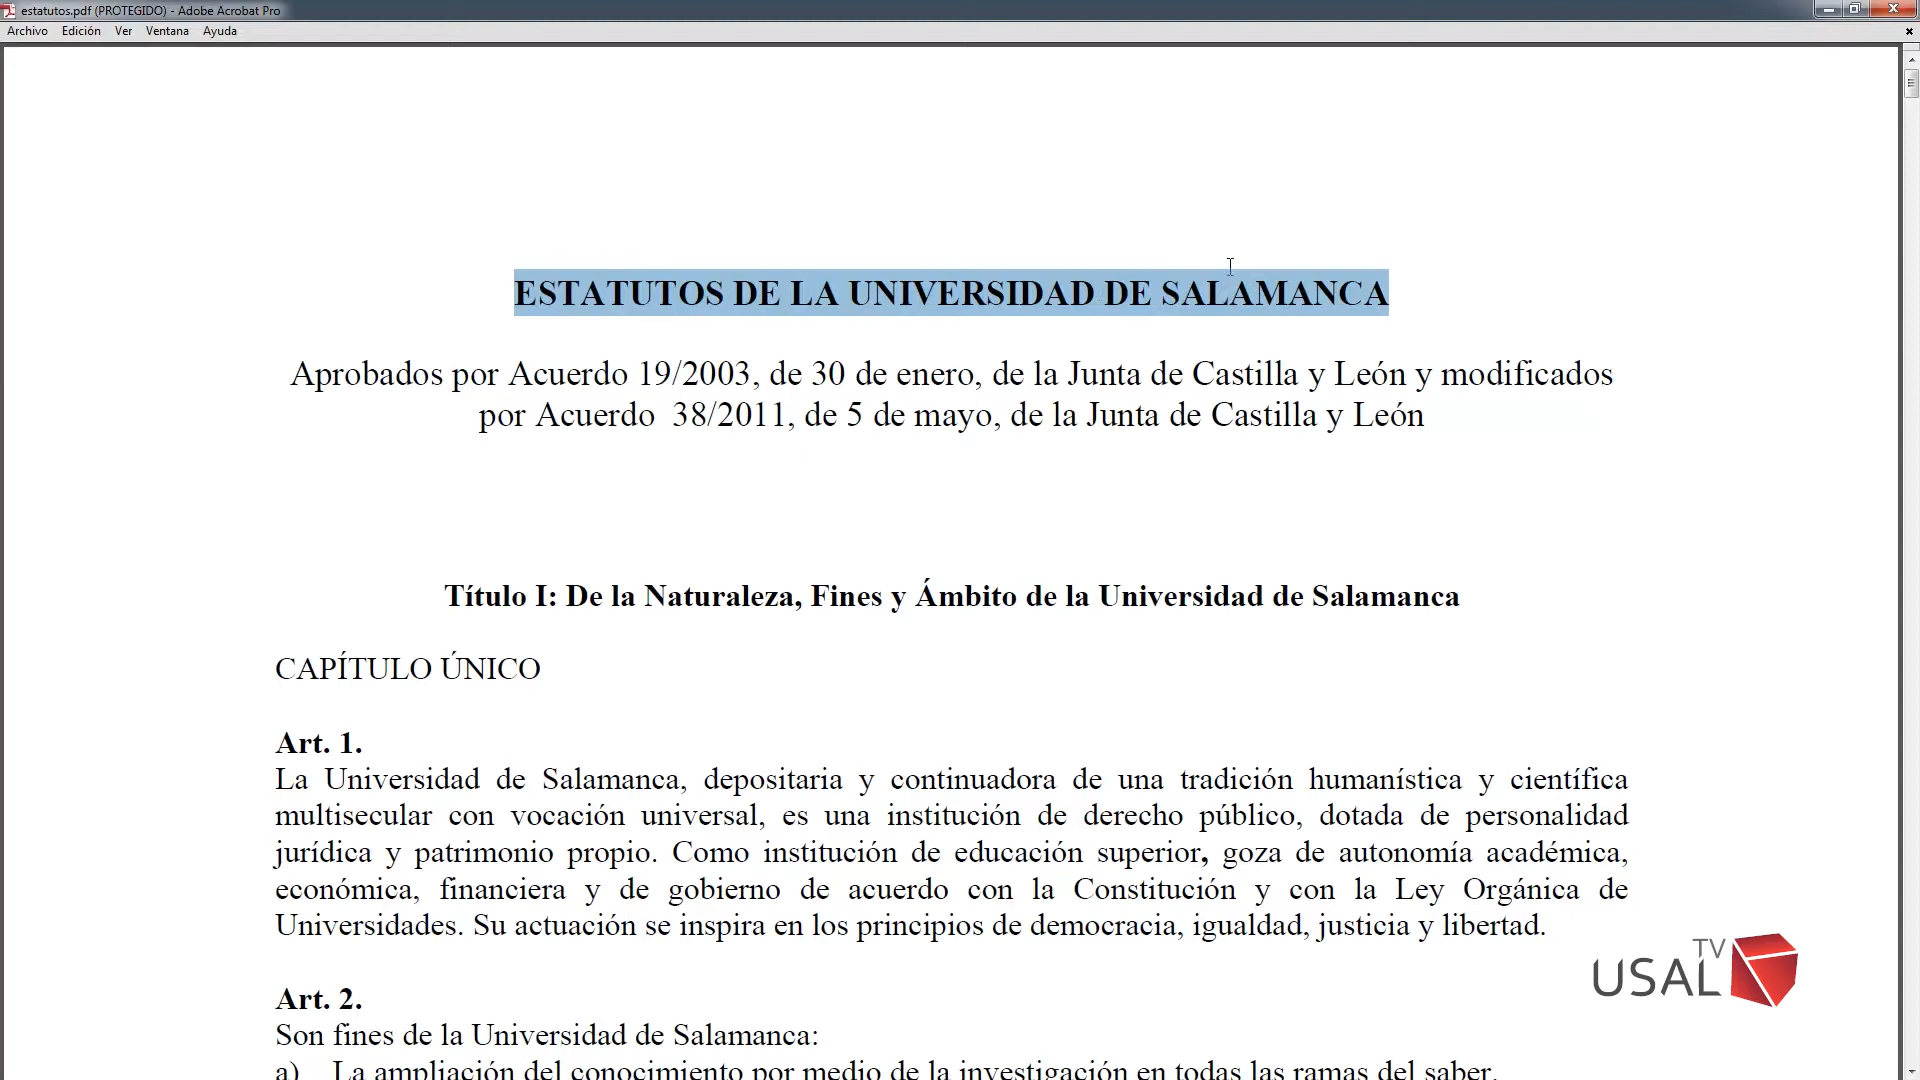 estatutos.pdf (PROTEGIDO) - Adobe Acrobat Pro
Archivo Edición Ver Ventana Ayuda
ESTATUTOS DE LA UNIVERSIDAD DE SALAMANCA
Aprobados por Acuerdo 19/2003, de 30 de enero, de la Junta de Castilla y León y modificados
por Acuerdo 38/2011, de 5 de mayo, de la Junta de Castilla y León
Título I: De la Naturaleza, Fines y Ámbito de la Universidad de Salamanca
CAPÍTULO ÚNICO
Art. 1.
La Universidad de Salamanca, depositaria y continuadora de una tradición humanística y científica
multisecular con vocación universal, es una institución de derecho público, dotada de personalidad
jurídica y patrimonio propio. Como institución de educación superior, goza de autonomía académica,
económica, financiera y de gobierno de acuerdo con la Constitución y con la Ley Orgánica de
Universidades. Su actuación se inspira en los principios de democracia, igualdad, justicia y libertad.
Art. 2.
Son fines de la Universidad de Salamanca:
a) La ampliación del conocimiento por medio de la investigación en todas las ramas del saber.
USAL TV